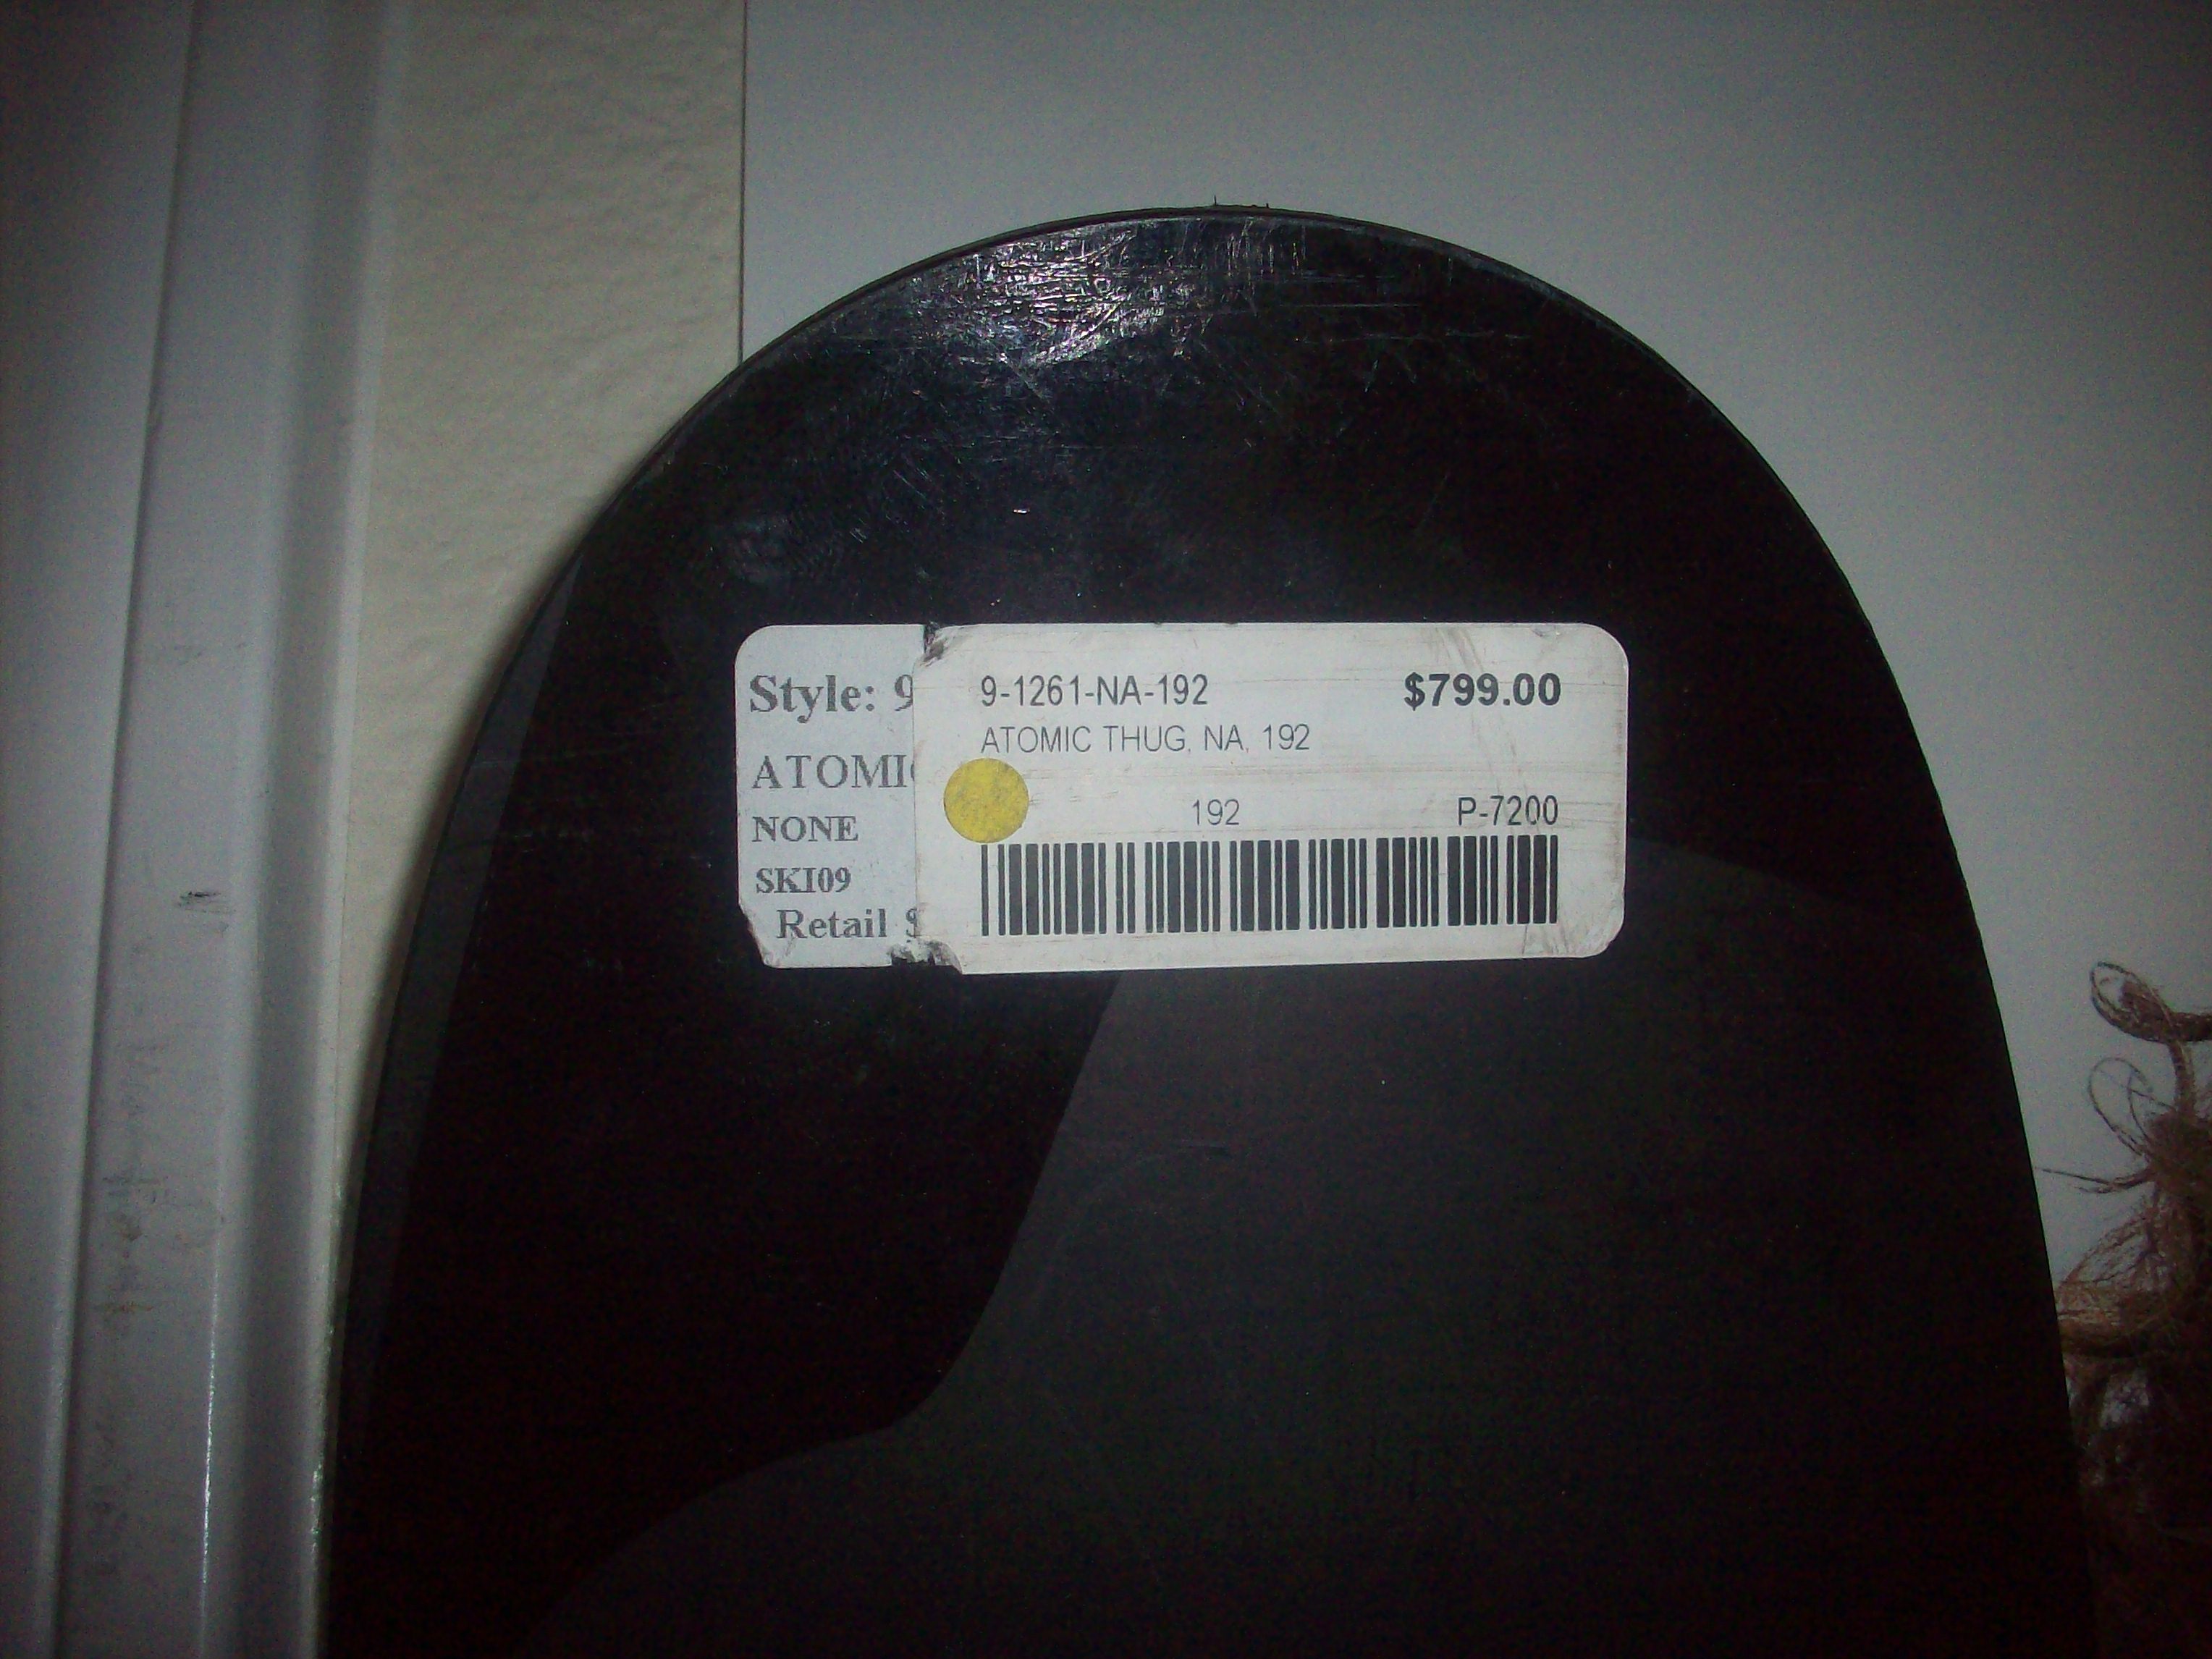 Style: 9
ATOMI
NONE
SKI09
Retail $
9-1261-NA-192
$799.00
ATOMIC THUG, NA, 192
192
P-7200